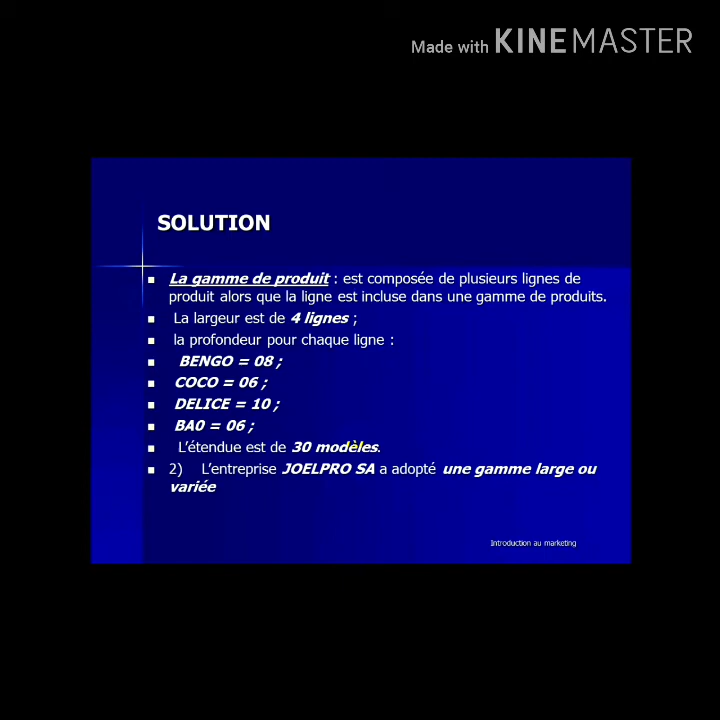 Made with KINEMASTER
SOLUTION
La gamme de produit : est composée de plusieurs lignes de
produit alors que la ligne est incluse dans une gamme de produits.
La largeur est de 4 lignes ;
la profondeur pour chaque ligne :
BENGO = 08 ;
COCO = 06 ;
DELICE = 10 ;
BA0 = 06 ;
L'étendue est de 30 modèles.
2) L'entreprise JOELPRO SA a adopté une gamme large ou
variée
Introduction au marketing